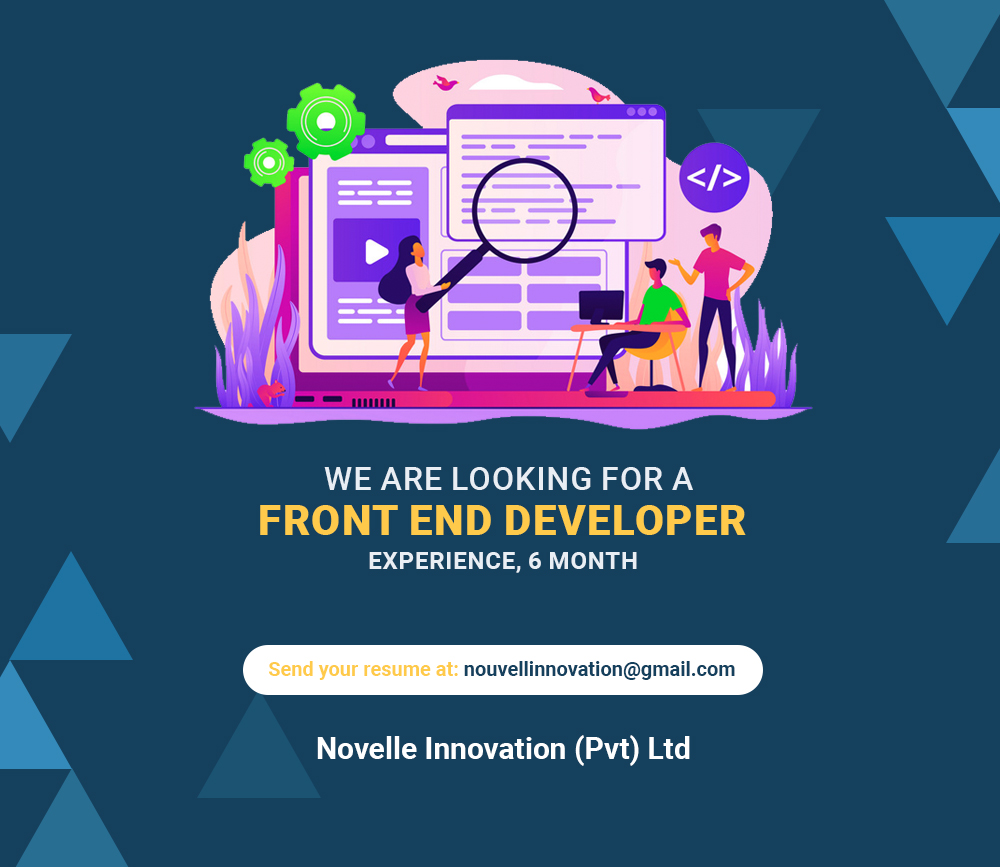 </>
WE ARE LOOKING FOR A
FRONT END DEVELOPER
EXPERIENCE, 6 MONTH
Send your resume at: nouvellinnovation@gmail.com
Novelle Innovation (Pvt) Ltd